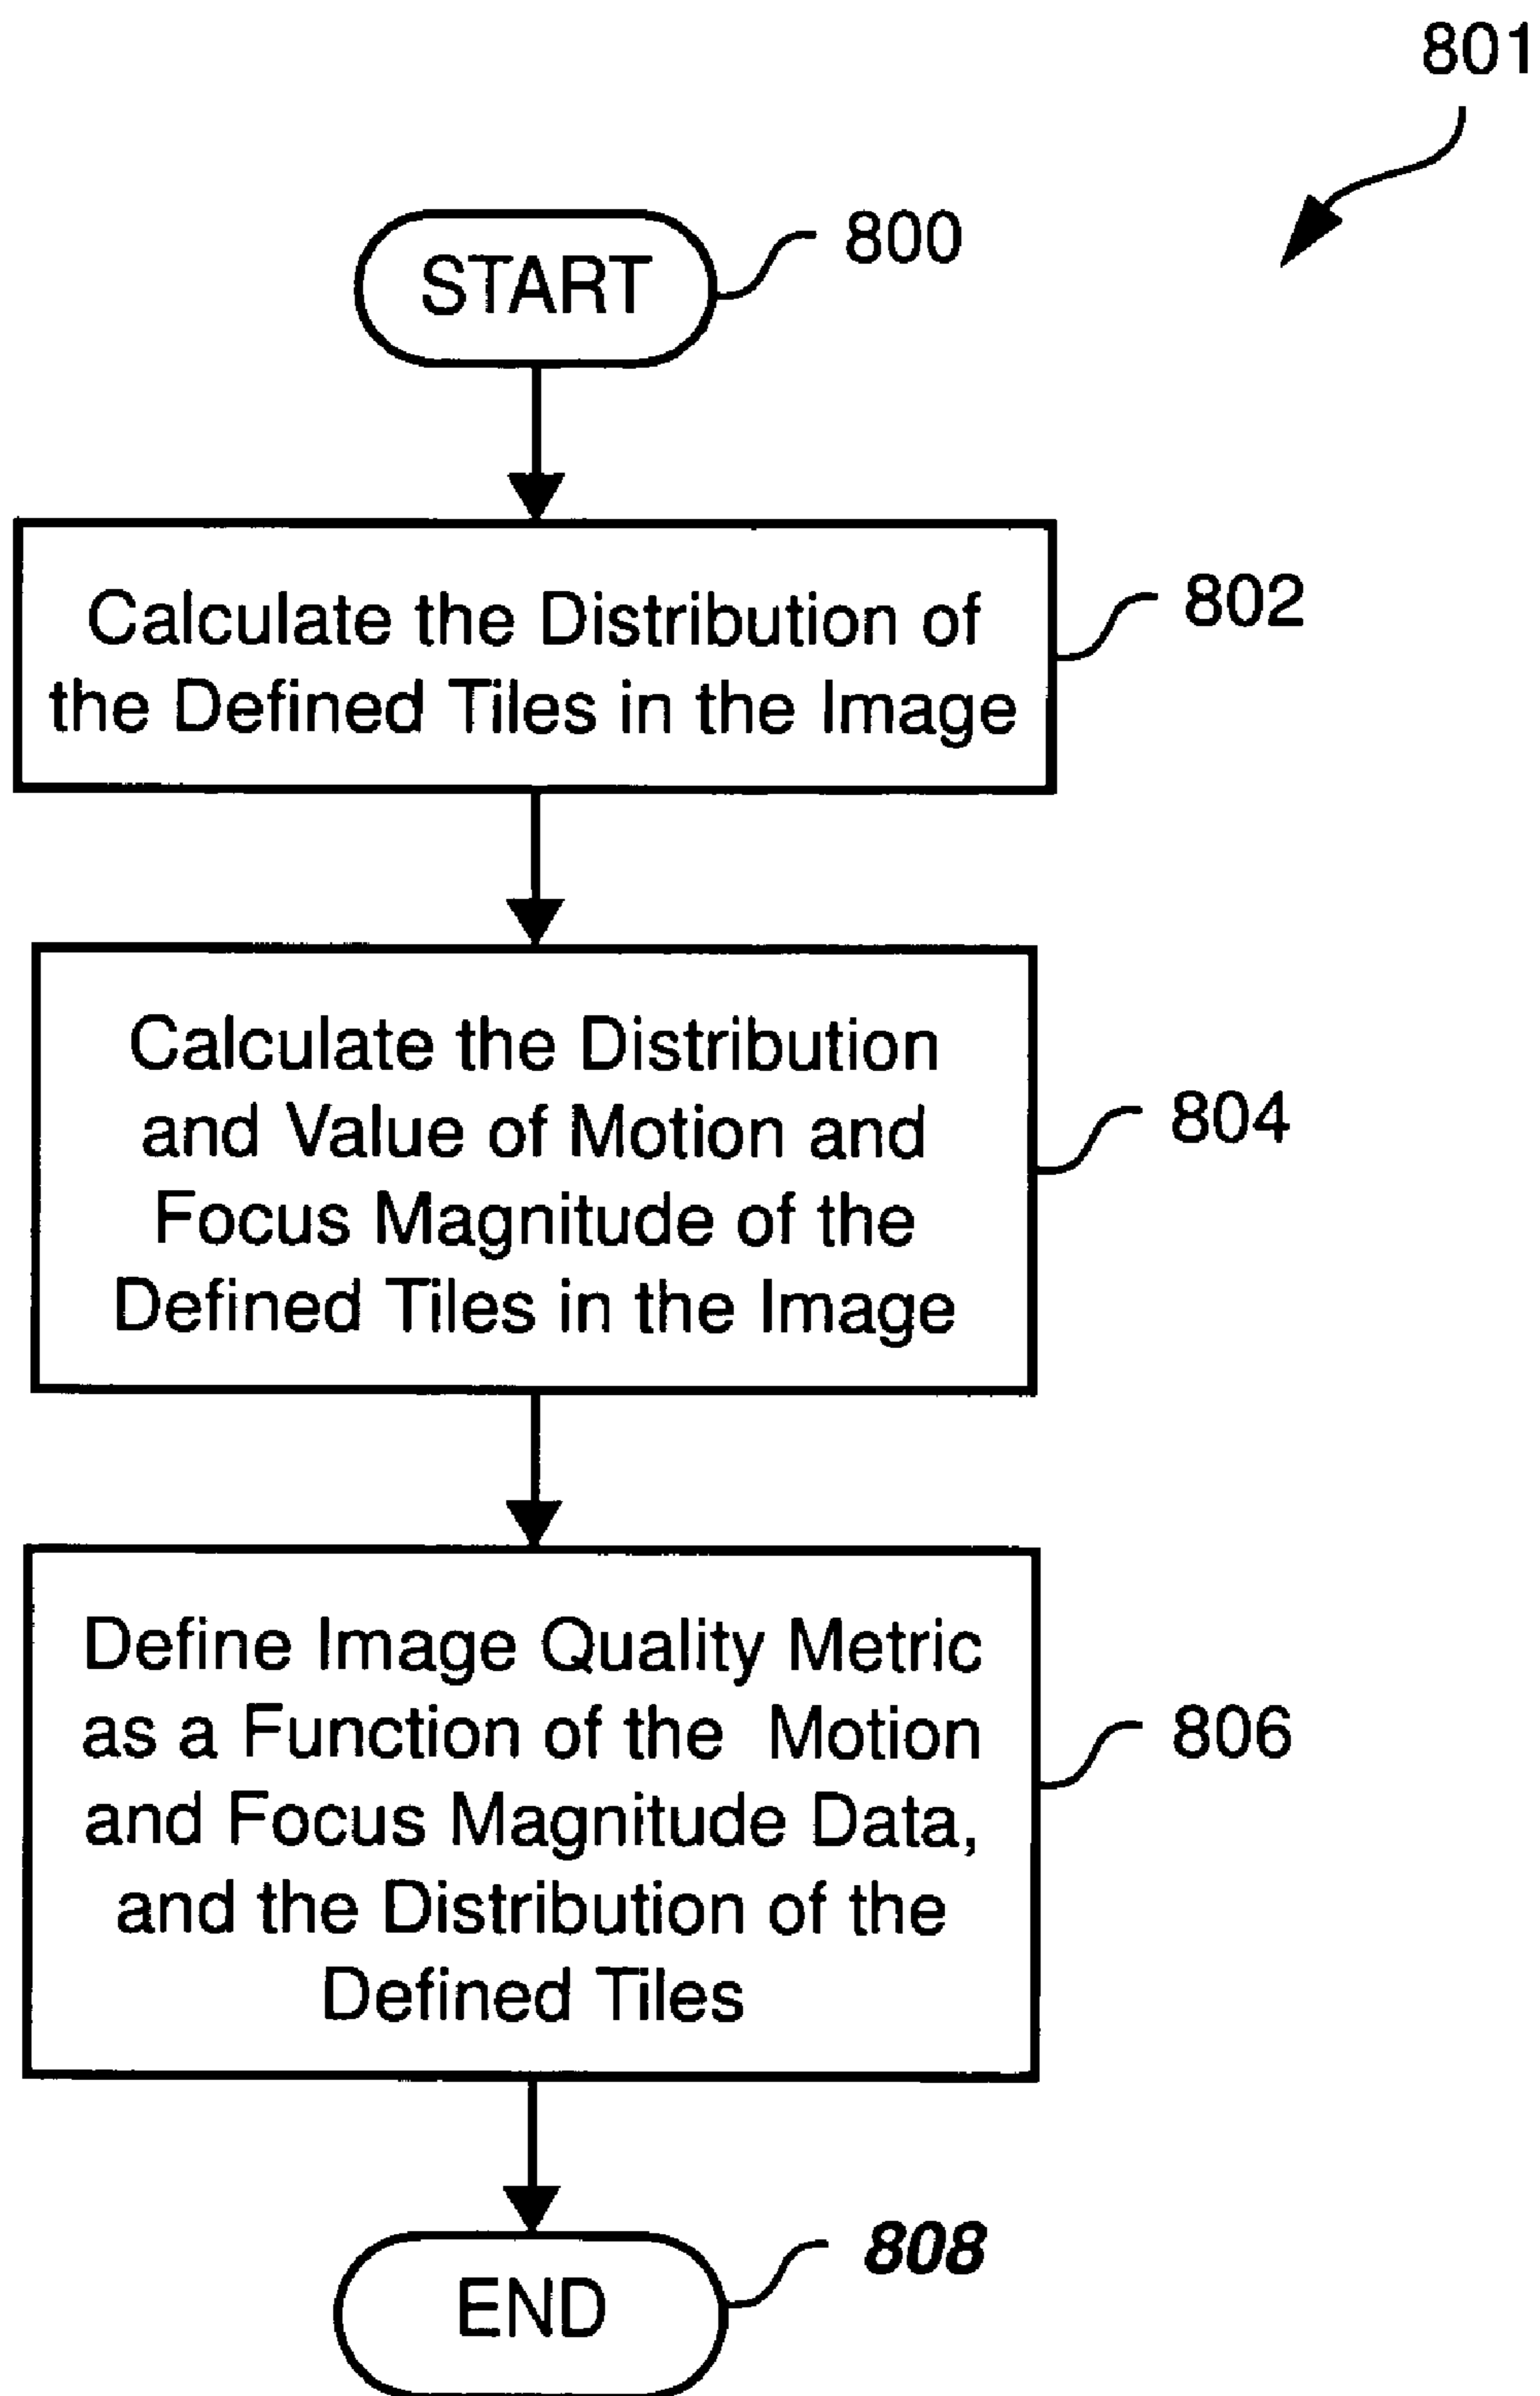 801
START
800
Calculate the Distribution of
the Defined Tiles in the Image
802
Calculate the Distribution
and Value of Motion and
Focus Magnitude of the
Defined Tiles in the Image
804
Define Image Quality Metric
as a Function of the Motion
and Focus Magnitude Data,
and the Distribution of the
Defined Tiles
806
END
808